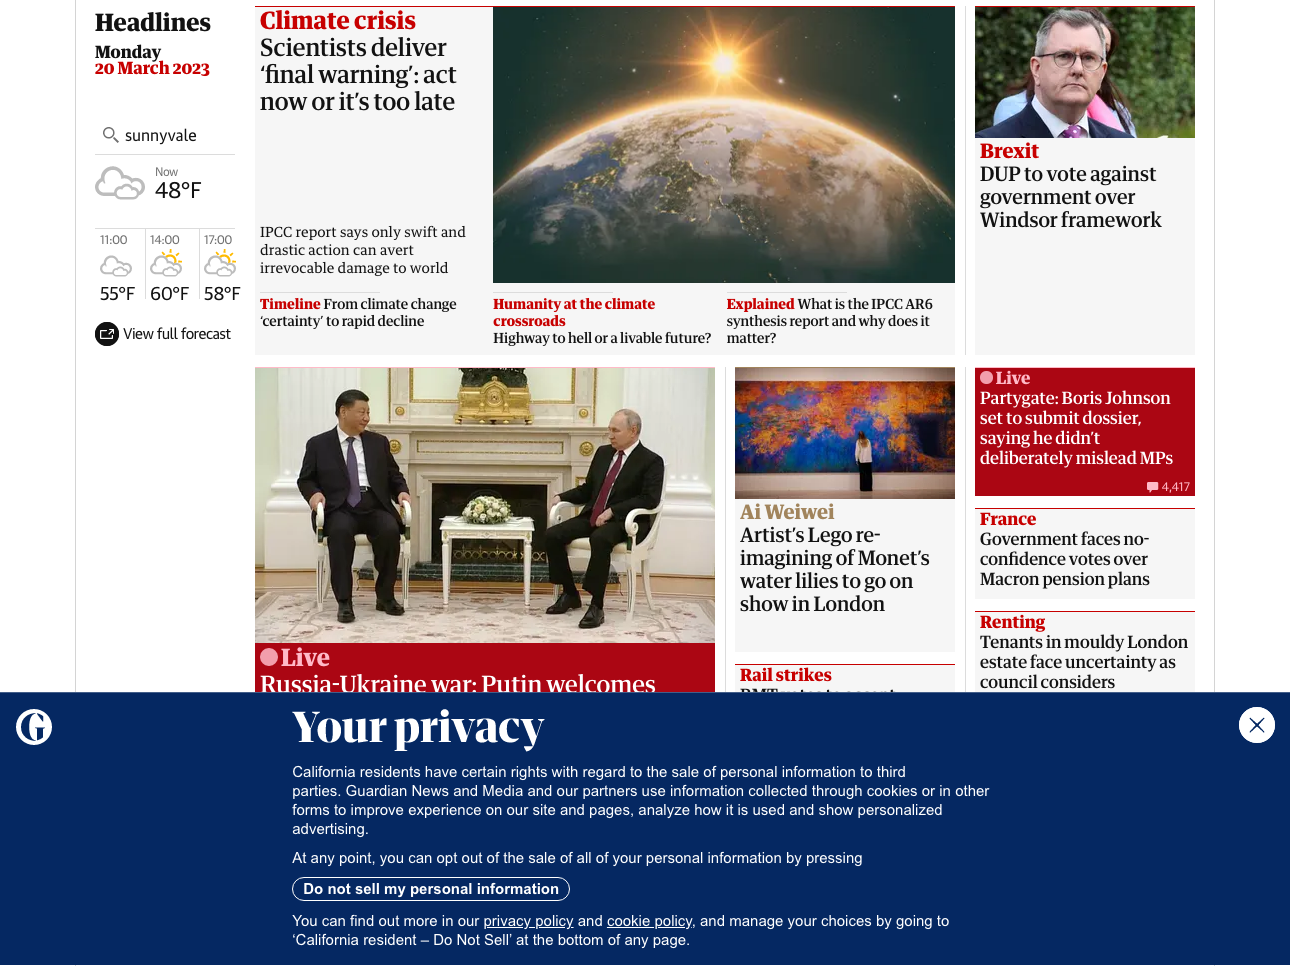 Headlines
Monday
20 March 2023
sunnyvale
Now
48°F
11:00
55°F
14:00
60°F
17:00
58°F
View full forecast
Climate crisis
Scientists deliver
‘final warning’: act
now or it’s too late
IPCC report says only swift and
drastic action can avert
irrevocable damage to world
Timeline From climate change
‘certainty’ to rapid decline
Humanity at the climate
crossroads
Highway to hell or a livable future?
Explained What is the IPCC AR6
synthesis report and why does it
matter?
Brexit
DUP to vote against
government over
Windsor framework
Live
Russia-Ukraine war: Putin welcomes
Ai Weiwei
Artist’s Lego re-
imagining of Monet’s
water lilies to go on
show in London
Rail strikes
Live
Partygate: Boris Johnson
set to submit dossier,
saying he didn’t
deliberately mislead MPs
4,417
France
Government faces no-
confidence votes over
Macron pension plans
Renting
Tenants in mouldy London
estate face uncertainty as
council considers
Your privacy
California residents have certain rights with regard to the sale of personal information to third
parties. Guardian News and Media and our partners use information collected through cookies or in other
forms to improve experience on our site and pages, analyze how it is used and show personalized
advertising.
At any point, you can opt out of the sale of all of your personal information by pressing
Do not sell my personal information
You can find out more in our privacy policy and cookie policy, and manage your choices by going to
‘California resident – Do Not Sell’ at the bottom of any page.